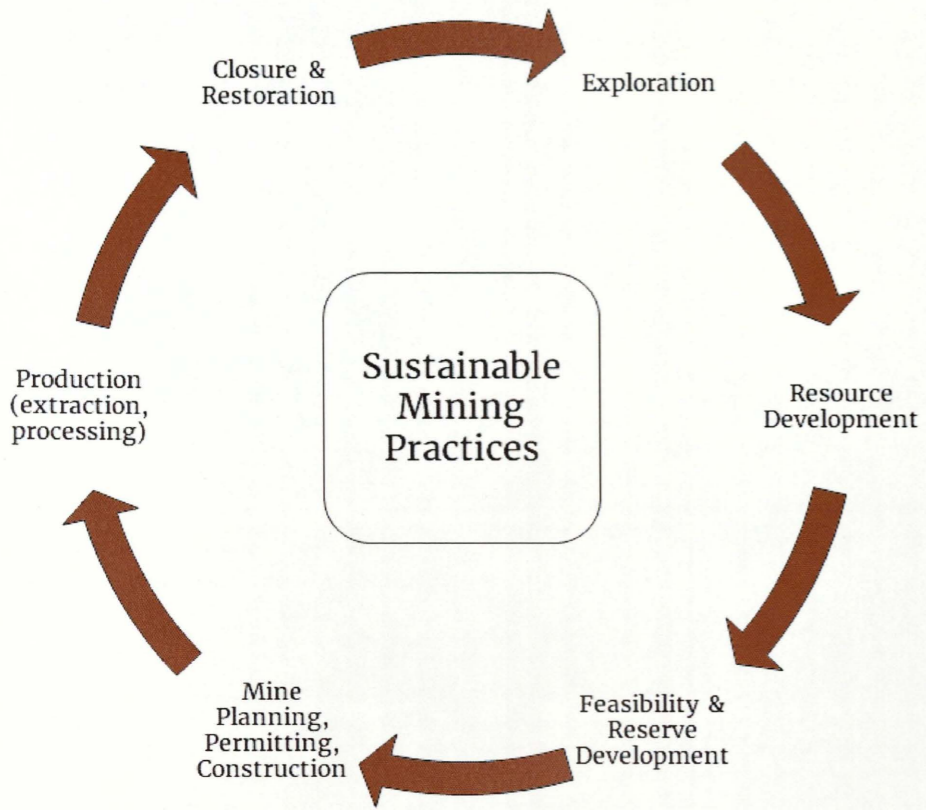 Closure &
Restoration
Exploration
Resource
Development
Feasibility &
Reserve
Development
Mine
Planning,
Permitting,
Construction
Production
(extraction,
processing)
Sustainable
Mining
Practices